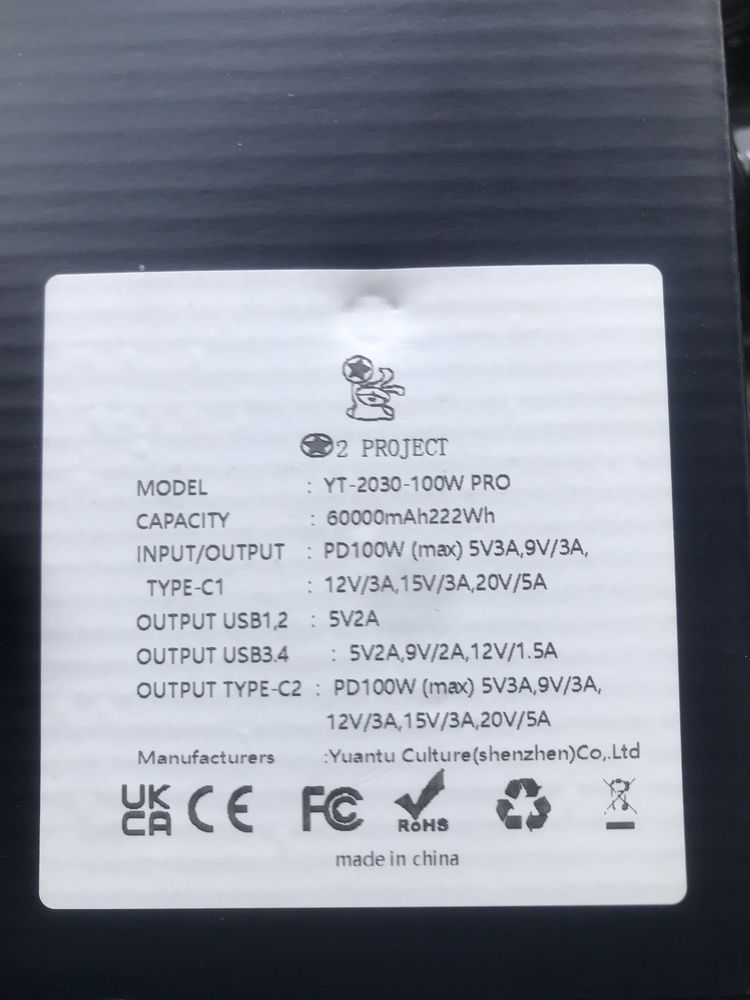 2 PROJECT
MODEL : YT-2030-100W PRO
CAPACITY : 60000mAh222Wh
INPUT/OUTPUT : PD100W (max) 5V3A,9V/3A,
TYPE-C1 : 12V/3A,15V/3A,20V/5A
OUTPUT USB1,2 : 5V2A
OUTPUT USB3.4 : 5V2A,9V/2A,12V/1.5A
OUTPUT TYPE-C2 : PD100W (max) 5V3A,9V/3A,
12V/3A,15V/3A,20V/5A
Manufacturers :Yuantu Culture(shenzhen)Co,.Ltd
UK
CA CE FC RoHS
made in china